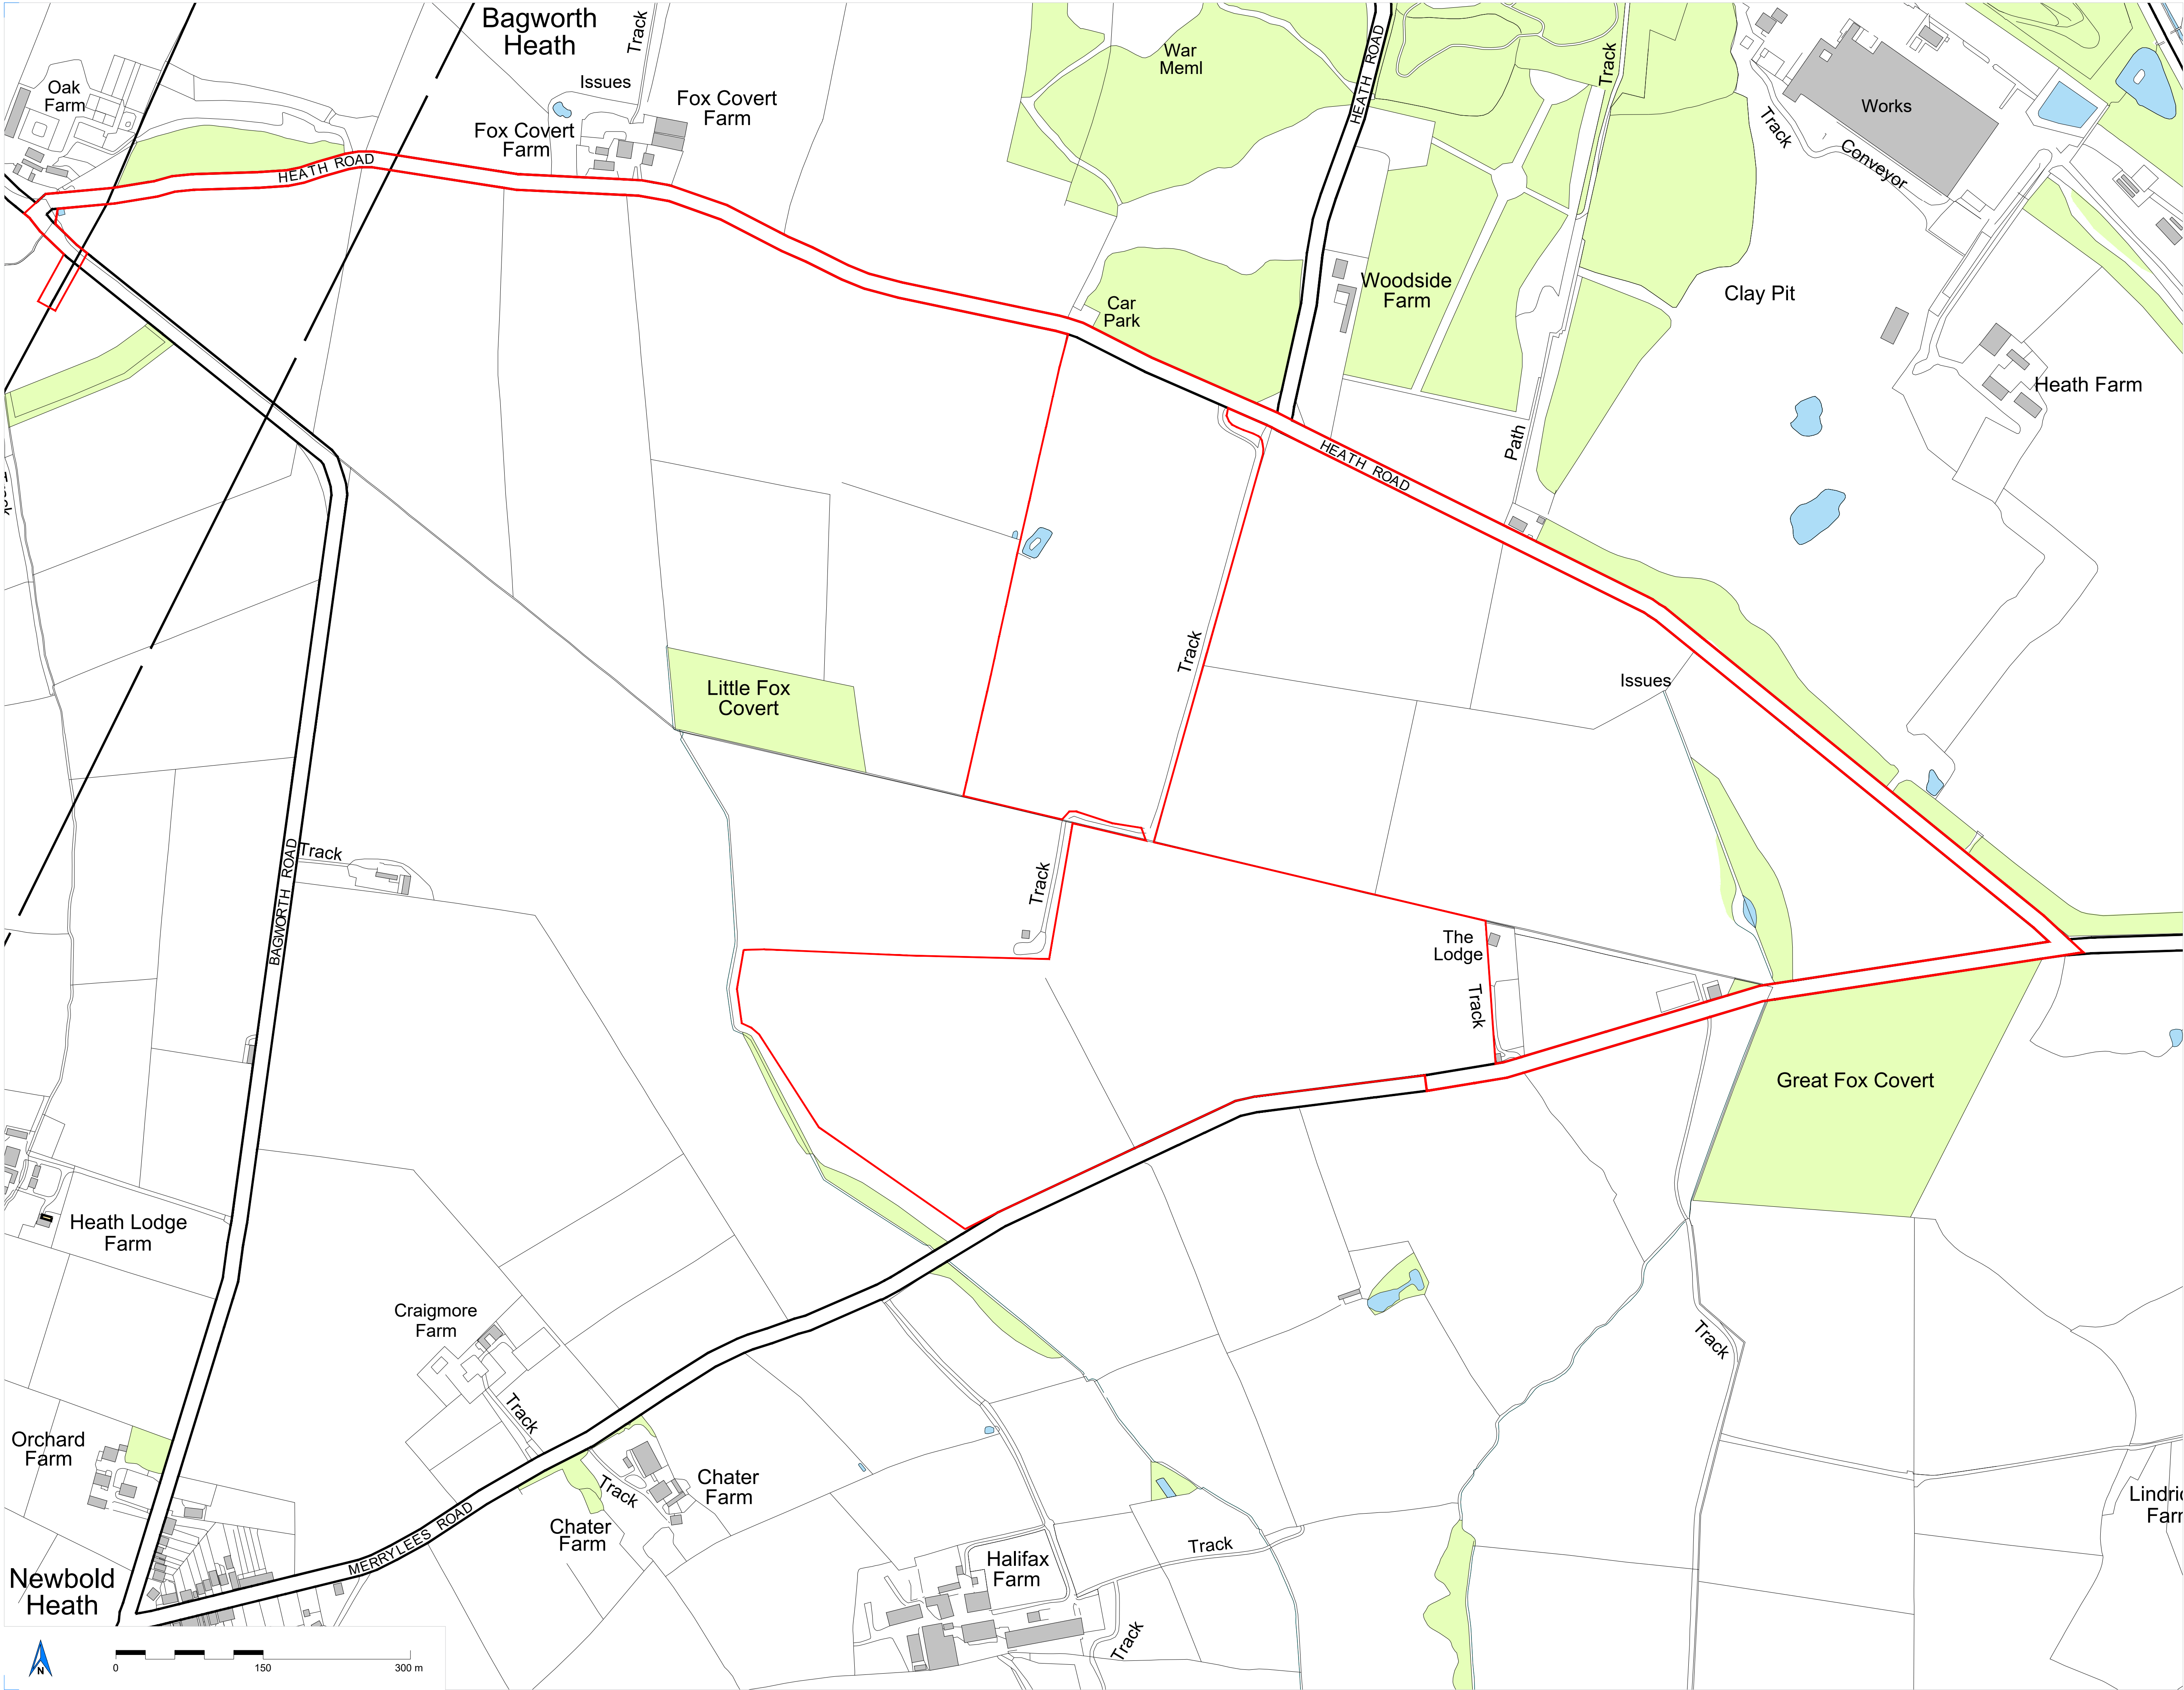 Bagworth
Heath
Track
Issues
Oak
Farm
Fox Covert
Farm
Fox Covert
Farm
HEATH ROAD
War
Meml
HEATH ROAD
Track
Works
Track
Conveyor
Car
Park
Woodside
Farm
Clay Pit
Heath Farm
Path
HEATH ROAD
Track
Little Fox
Covert
Issues
Track
BAGWORTH ROAD
Track
The
Lodge
Track
Great Fox Covert
Heath Lodge
Farm
Craigmore
Farm
Track
Track
Orchard
Farm
Chater
Farm
Track
Chater
Farm
MERRYLEES ROAD
Lindric
Farr
Halifax
Farm
Track
Track
Newbold
Heath
N
0 150 300 m